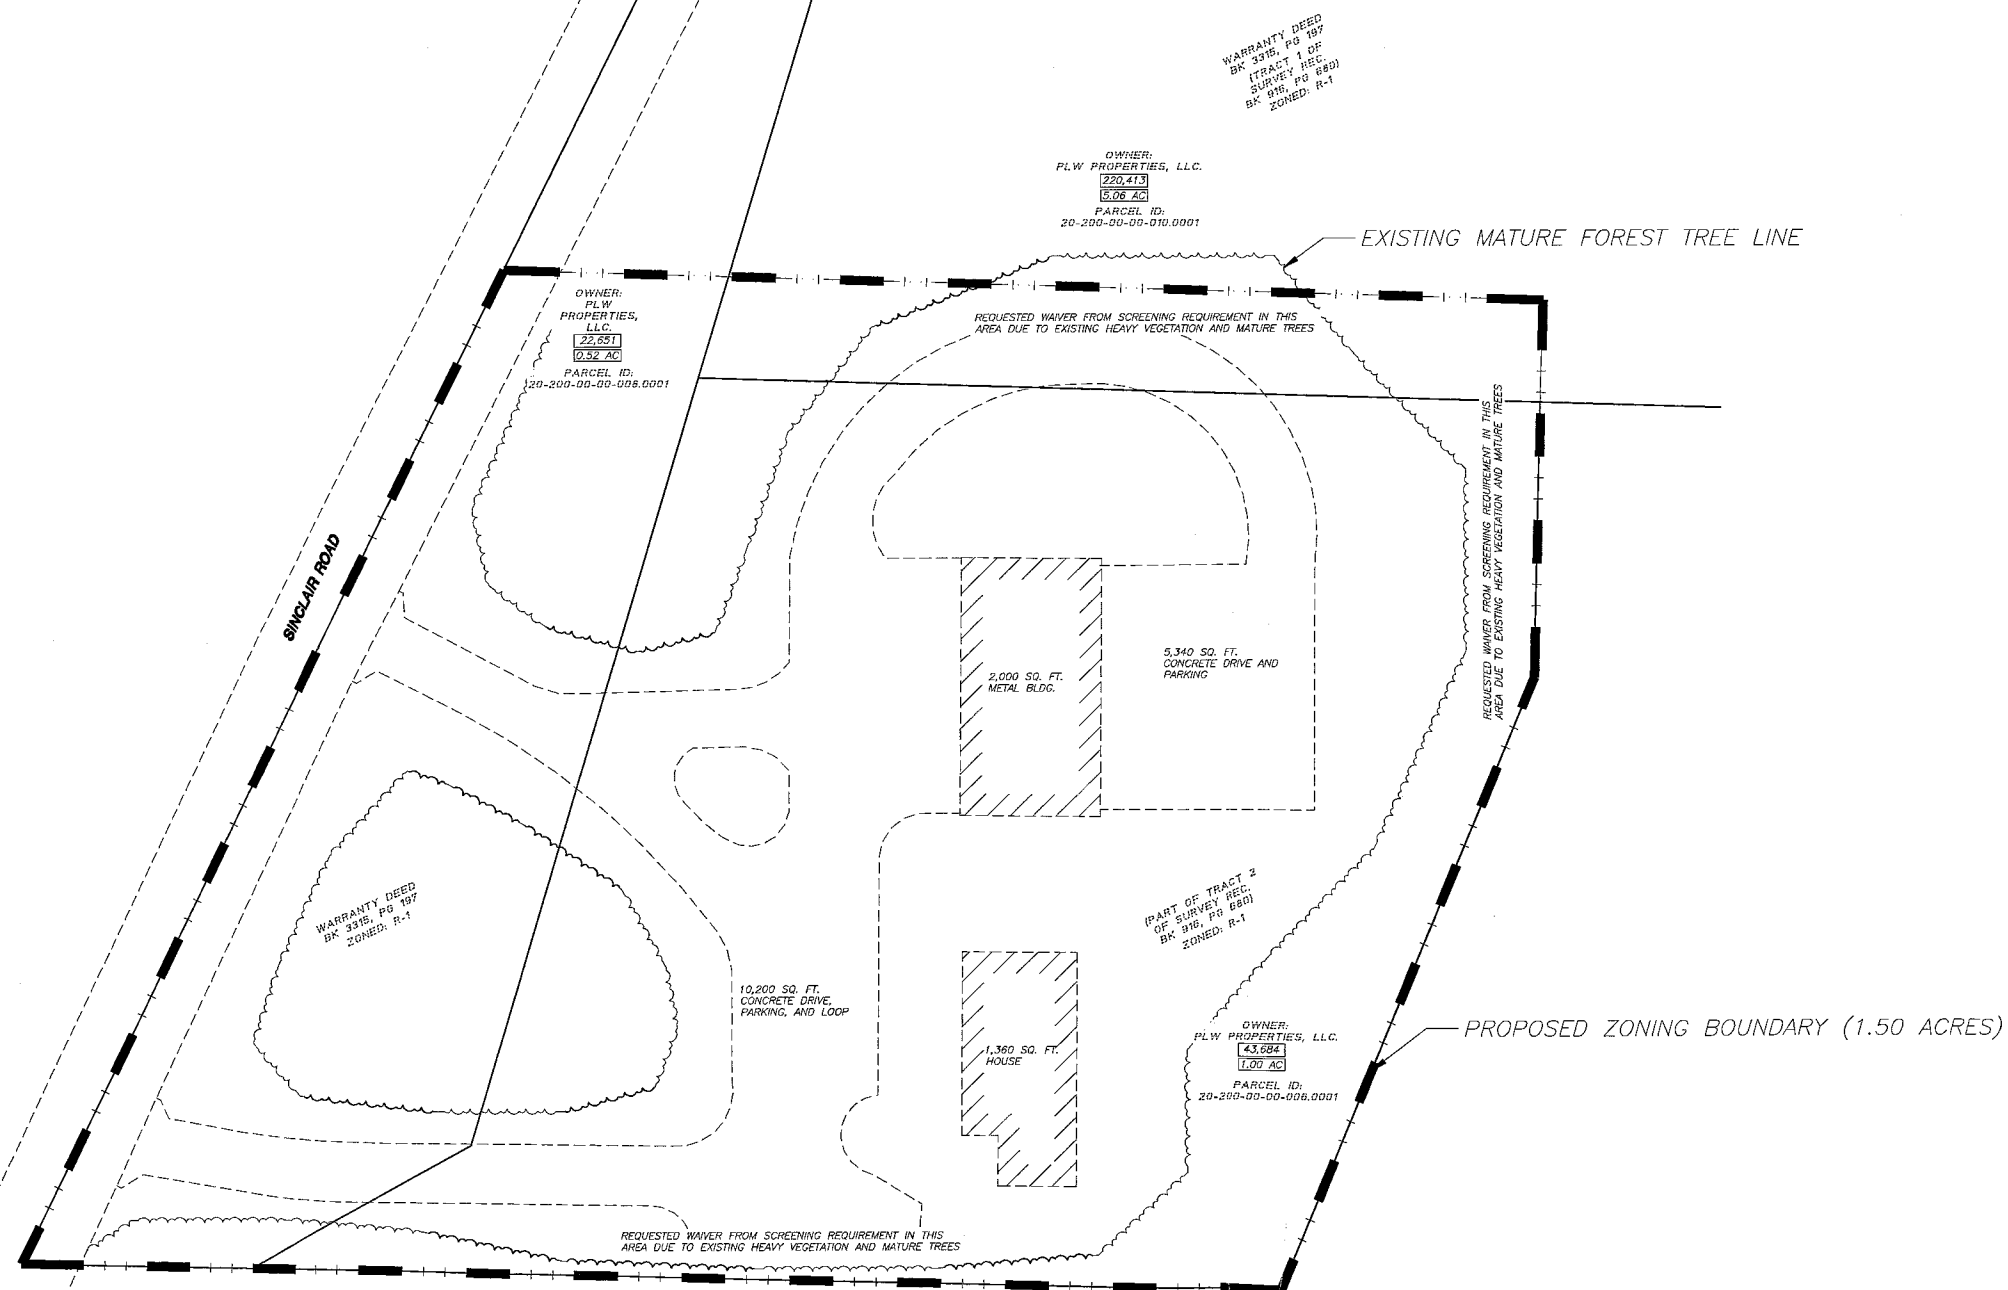 WARRANTY DEED
BK 3315, PG 197
(TRACT 1 OF
SURVEY REC.
BK 916, PG 660)
ZONED: R-1
OWNER:
PLW PROPERTIES, LLC.
220,413
5.06 AC
PARCEL ID:
20-200-00-00-010.0001
EXISTING MATURE FOREST TREE LINE
OWNER:
PLW
PROPERTIES,
LLC.
22,651
0.52 AC
PARCEL ID:
20-200-00-00-006.0001
REQUESTED WAIVER FROM SCREENING REQUIREMENT IN THIS
AREA DUE TO EXISTING HEAVY VEGETATION AND MATURE TREES
REQUESTED WAIVER FROM SCREENING REQUIREMENT IN THIS
AREA DUE TO EXISTING HEAVY VEGETATION AND MATURE TREES
SINCLAIR ROAD
2,000 SQ. FT.
METAL BLDG.
5,340 SQ. FT.
CONCRETE DRIVE AND
PARKING
WARRANTY DEED
BK 3315, PG 197
ZONED: R-1
(PART OF TRACT 2
OF SURVEY REC.
BK 916, PG 660)
ZONED: R-1
10,200 SQ. FT.
CONCRETE DRIVE,
PARKING, AND LOOP
1,360 SQ. FT.
HOUSE
OWNER:
PLW PROPERTIES, LLC.
43,684
1.00 AC
PARCEL ID:
20-200-00-00-006.0001
PROPOSED ZONING BOUNDARY (1.50 ACRES)
REQUESTED WAIVER FROM SCREENING REQUIREMENT IN THIS
AREA DUE TO EXISTING HEAVY VEGETATION AND MATURE TREES